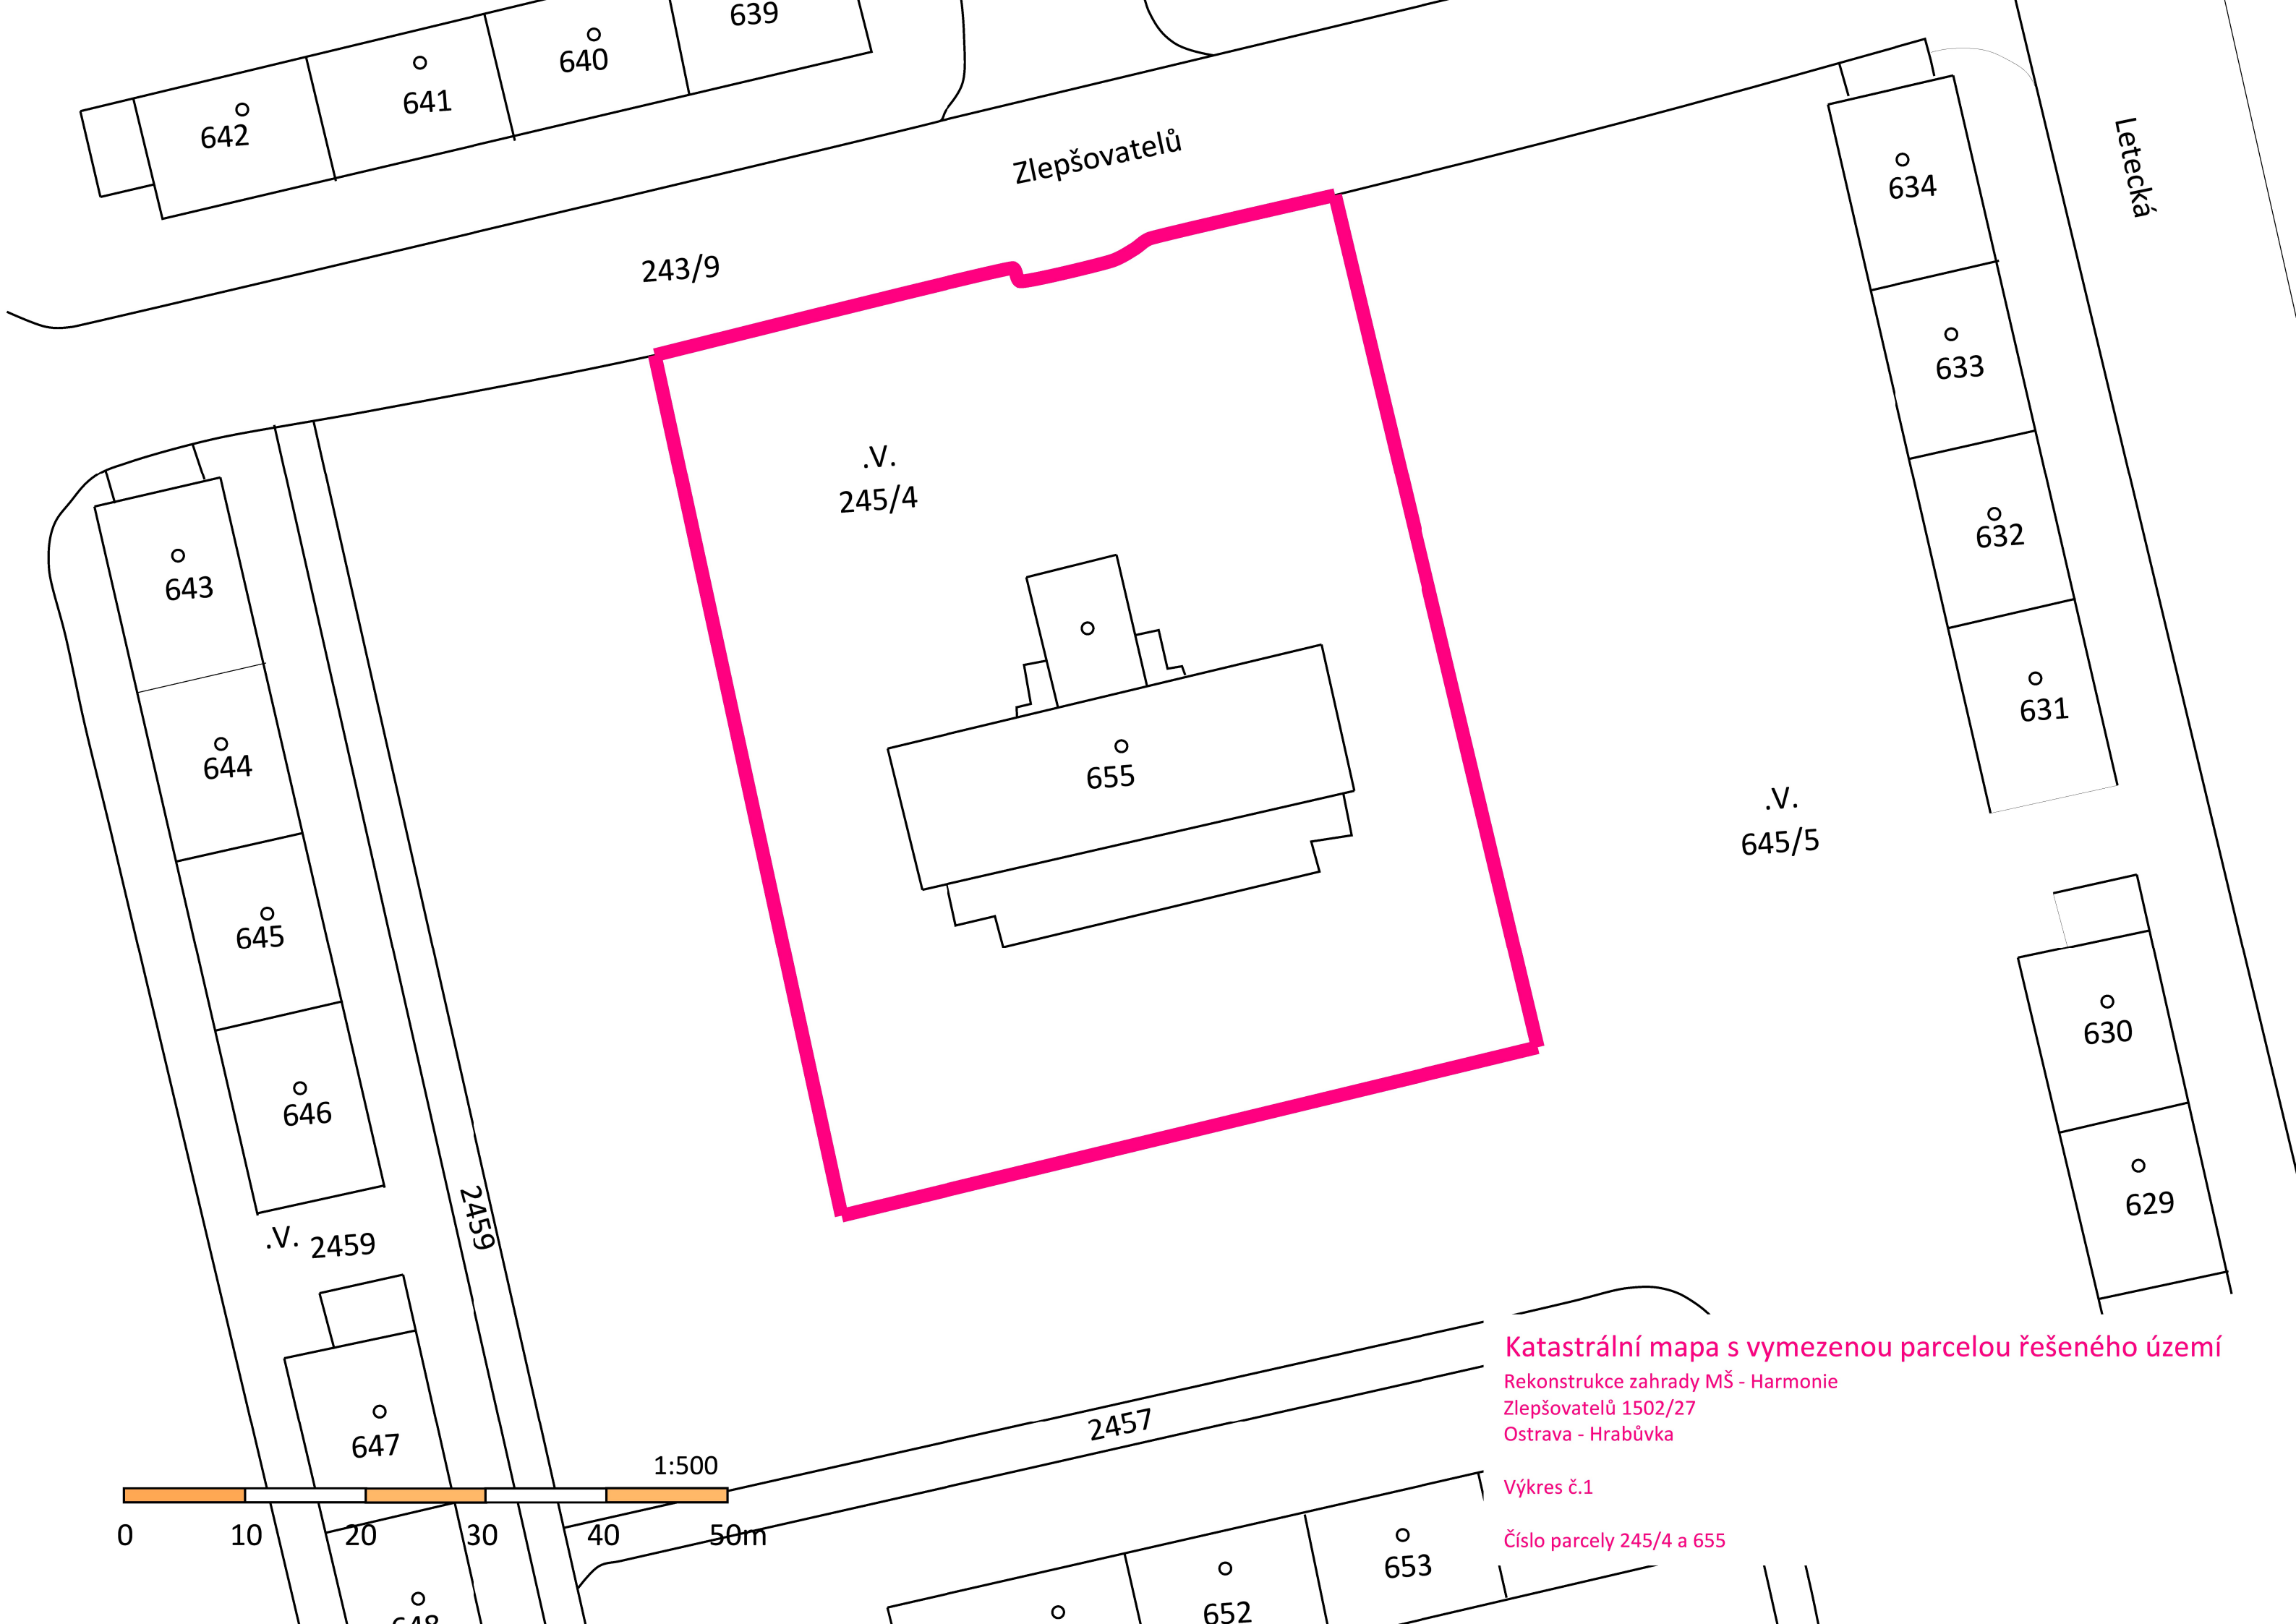 639
640
641
642
Zlepšovatelů
Letecká
634
243/9
633
.V.
245/4
632
643
631
644
655
.V.
645/5
645
630
646
629
2459
.V. 2459
647
2457
1:500
0 10 20 30 40 50m
648
652
653
Katastrální mapa s vymezenou parcelou řešeného území
Rekonstrukce zahrady MŠ - Harmonie
Zlepšovatelů 1502/27
Ostrava - Hrabůvka
Výkres č.1
Číslo parcely 245/4 a 655